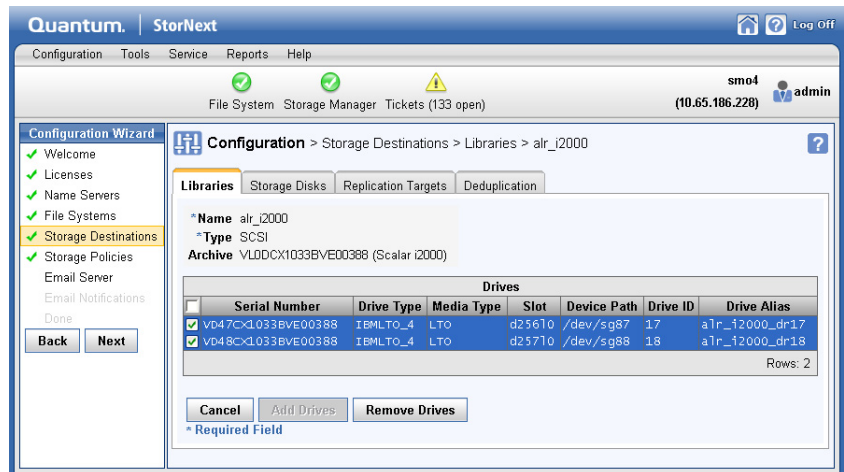 Quantum. | StorNext
Log Off
Configuration Tools Service Reports Help
File System Storage Manager Tickets (133 open)
smo4
(10.65.186.228)
admin
Configuration Wizard
Welcome
Licenses
Name Servers
File Systems
Storage Destinations
Storage Policies
Email Server
Email Notifications
Done
Back Next
Configuration > Storage Destinations > Libraries > alr_i2000
?
Libraries Storage Disks Replication Targets Deduplication
*Name alr_i2000
*Type SCSI
Archive VL0DCX1033BVE00388 (Scalar i2000)
Drives
Serial Number Drive Type Media Type Slot Device Path Drive ID Drive Alias
VD47CX1033BVE00388 IBMLTO_4 LTO d256l0 /dev/sg87 17 alr_i2000_dr17
VD48CX1033BVE00388 IBMLTO_4 LTO d257l0 /dev/sg88 18 alr_i2000_dr18
Rows: 2
Cancel Add Drives Remove Drives
* Required Field